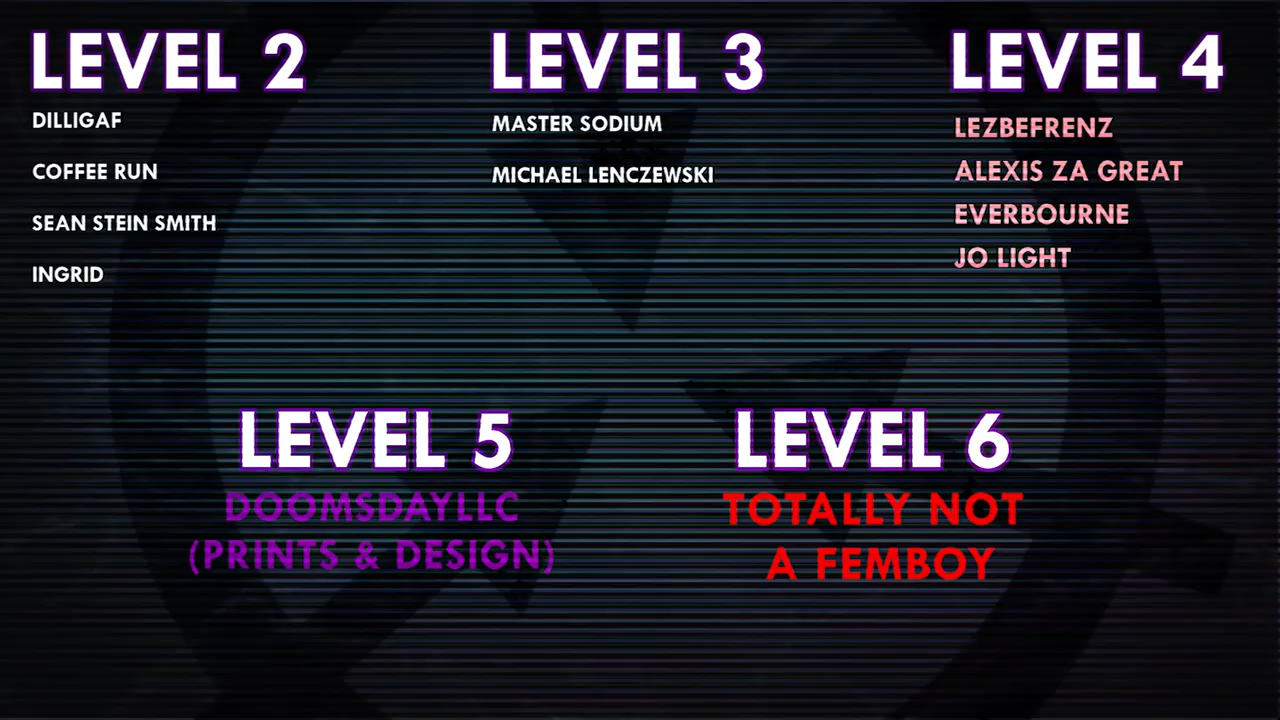 LEVEL 2
DILLIGAF
COFFEE RUN
SEAN STEIN SMITH
INGRID
LEVEL 3
MASTER SODIUM
MICHAEL LENCZEWSKI
LEVEL 4
LEZBEFRENZ
ALEXIS ZA GREAT
EVERBOURNE
JO LIGHT
LEVEL 5
DOOMSDAYLLC
(PRINTS & DESIGN)
LEVEL 6
TOTALLY NOT
A FEMBOY